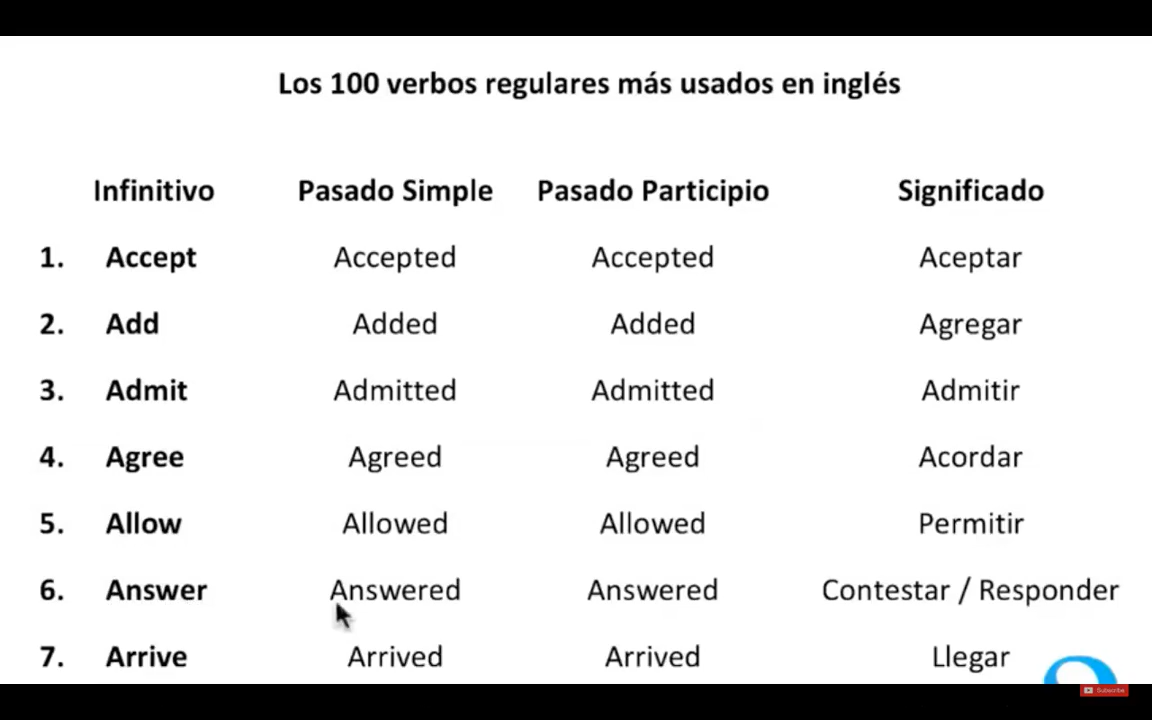 Los 100 verbos regulares más usados en inglés
Infinitivo Pasado Simple Pasado Participio Significado
1. Accept Accepted Accepted Aceptar
2. Add Added Added Agregar
3. Admit Admitted Admitted Admitir
4. Agree Agreed Agreed Acordar
5. Allow Allowed Allowed Permitir
6. Answer Answered Answered Contestar / Responder
7. Arrive Arrived Arrived Llegar
Subscribe